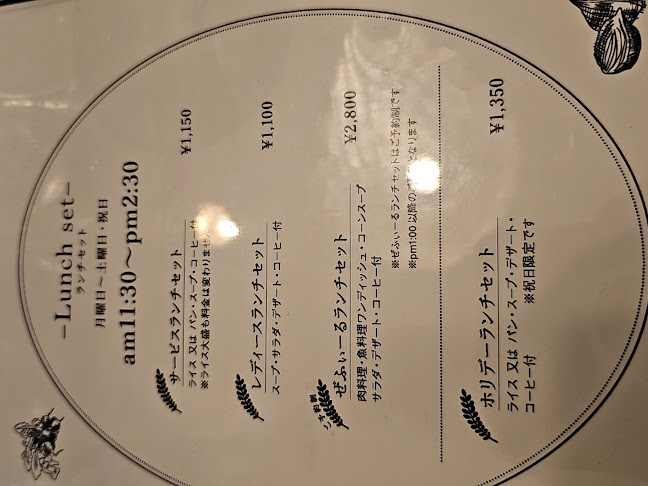 –Lunch set–
ランチセット
月曜日～土曜日・祝日
am11:30～pm2:30
サービスランチセット ¥1,150
ライス 又は パン・スープ・コーヒー付
※ライス大盛も料金は変わりません
レディースランチセット ¥1,100
スープ・サラダ・デザート・コーヒー付
ご予約制
ぜふぃーるランチセット ¥2,800
肉料理・魚料理ワンディッシュ・コーンスープ
サラダ・デザート・コーヒー付
※ぜふぃーるランチセットはご予約制です
※pm1:00 以降の となります
ホリデーランチセット ¥1,350
ライス 又は パン・スープ・デザート・
コーヒー付 ※祝日限定です